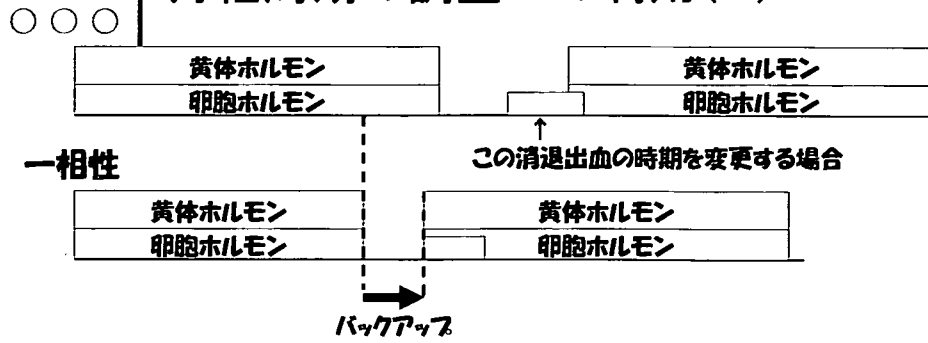 黄体ホルモン 黄体ホルモン
卵胞ホルモン 卵胞ホルモン
↑
この消退出血の時期を変更する場合
一相性
黄体ホルモン 黄体ホルモン
卵胞ホルモン 卵胞ホルモン
バックアップ